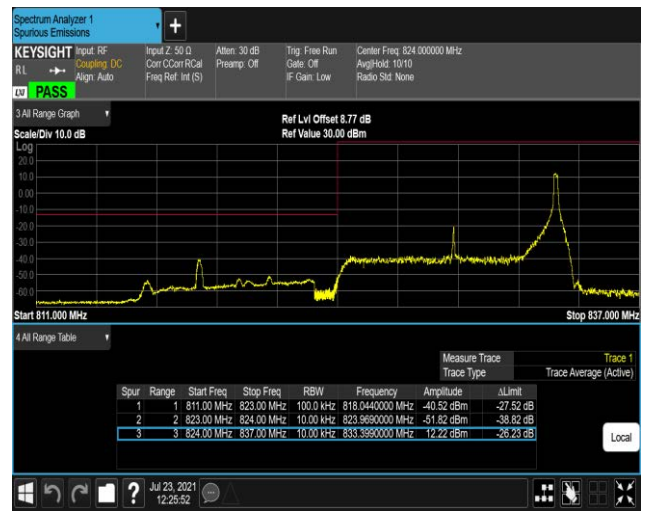 Spectrum Analyzer 1
Spurious Emissions
+
KEYSIGHT Input: RF Input Z: 50 Ω Atten: 30 dB Trig: Free Run Center Freq: 824.000000 MHz
R L Coupling: DC Corr CCorr RCal Preamp: Off Gate: Off Avg|Hold: 10/10
Align: Auto Freq Ref: Int (S) IF Gain: Low Radio Std: None
LXI PASS
3 All Range Graph
Ref Lvl Offset 8.77 dB
Scale/Div 10.0 dB Ref Value 30.00 dBm
Log
20.0
10.0
0.00
-10.0
-20.0
-30.0
-40.0
-50.0
-60.0
Start 811.000 MHz Stop 837.000 MHz
4 All Range Table
Measure Trace Trace 1
Trace Type Trace Average (Active)
Spur Range Start Freq Stop Freq RBW Frequency Amplitude ΔLimit
1 1 811.00 MHz 823.00 MHz 100.0 kHz 818.0440000 MHz -40.52 dBm -27.52 dB
2 2 823.00 MHz 824.00 MHz 10.00 kHz 823.9690000 MHz -51.82 dBm -38.82 dB
3 3 824.00 MHz 837.00 MHz 10.00 kHz 833.3990000 MHz 12.22 dBm -26.23 dB
Local
? Jul 23, 2021
12:25:52